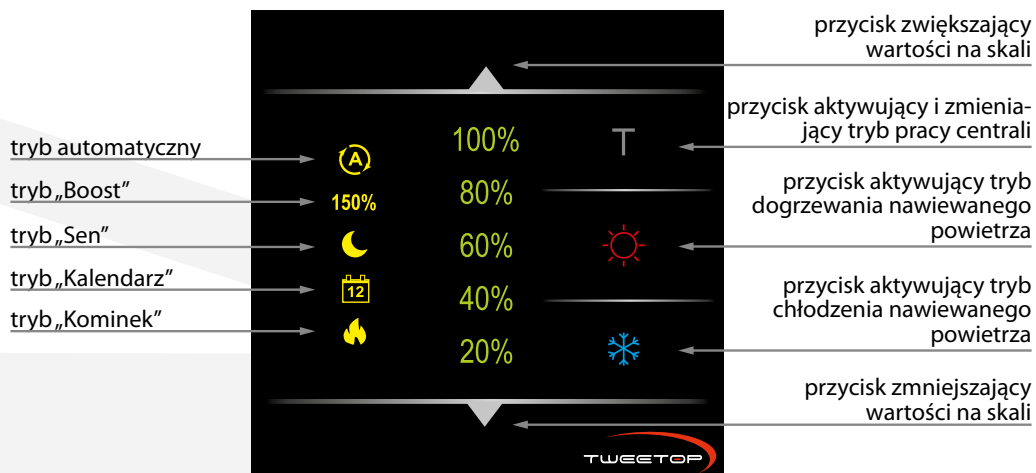 tryb automatyczny
tryb „Boost”
tryb „Sen”
tryb „Kalendarz”
tryb „Kominek”
A
150%
12
100%
80%
60%
40%
20%
T
TWEETOP
przycisk zwiększający
wartości na skali
przycisk aktywujący i zmienia-
jący tryb pracy centrali
przycisk aktywujący tryb
dogrzewania nawiewanego
powietrza
przycisk aktywujący tryb
chłodzenia nawiewanego
powietrza
przycisk zmniejszający
wartości na skali